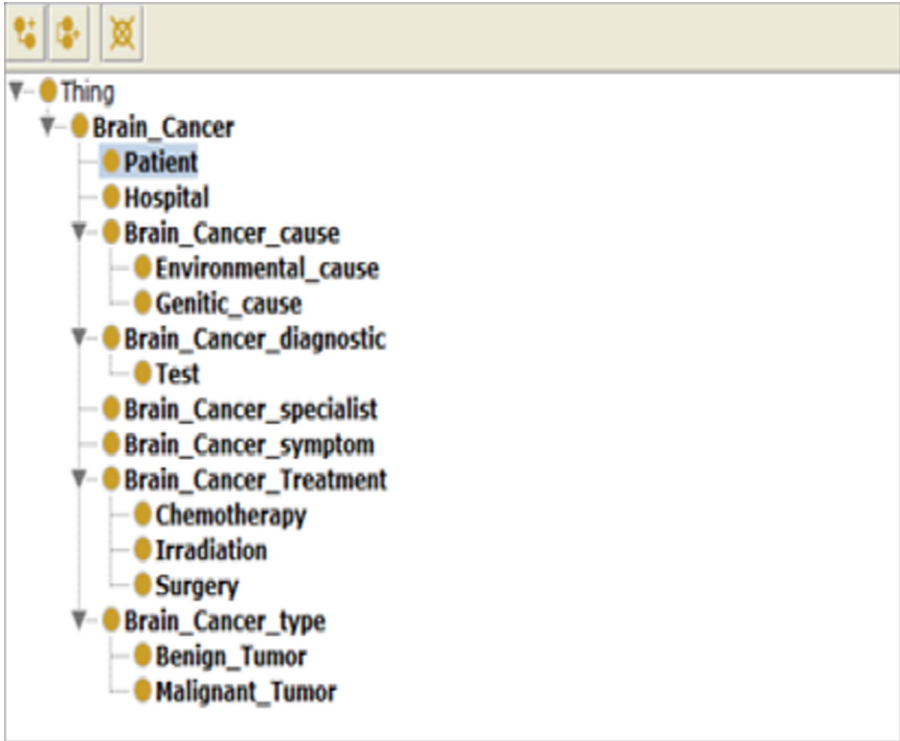 Thing
Brain_Cancer
Patient
Hospital
Brain_Cancer_cause
Environmental_cause
Genitic_cause
Brain_Cancer_diagnostic
Test
Brain_Cancer_specialist
Brain_Cancer_symptom
Brain_Cancer_Treatment
Chemotherapy
Irradiation
Surgery
Brain_Cancer_type
Benign_Tumor
Malignant_Tumor